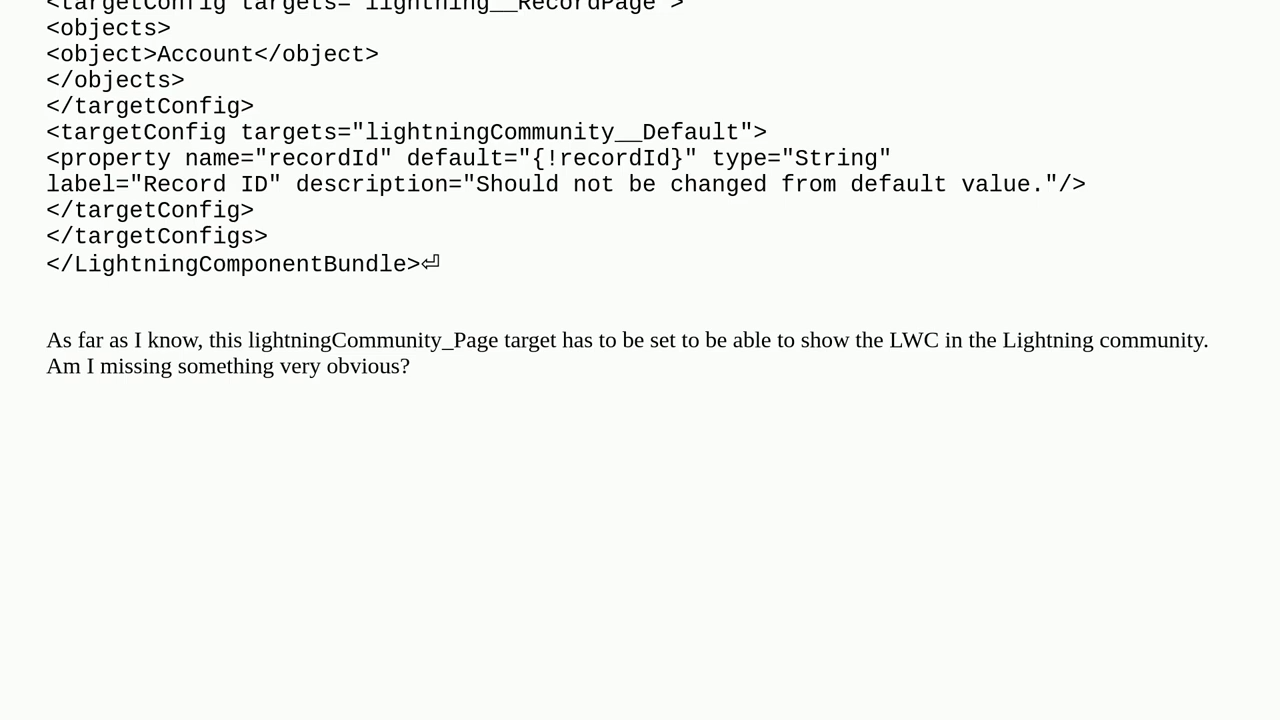 <targetConfig targets="lightning__RecordPage">
<objects>
<object>Account</object>
</objects>
</targetConfig>
<targetConfig targets="lightningCommunity__Default">
<property name="recordId" default="{!recordId}" type="String"
label="Record ID" description="Should not be changed from default value."/>
</targetConfig>
</targetConfigs>
</LightningComponentBundle>⏎
As far as I know, this lightningCommunity_Page target has to be set to be able to show the LWC in the Lightning community.
Am I missing something very obvious?